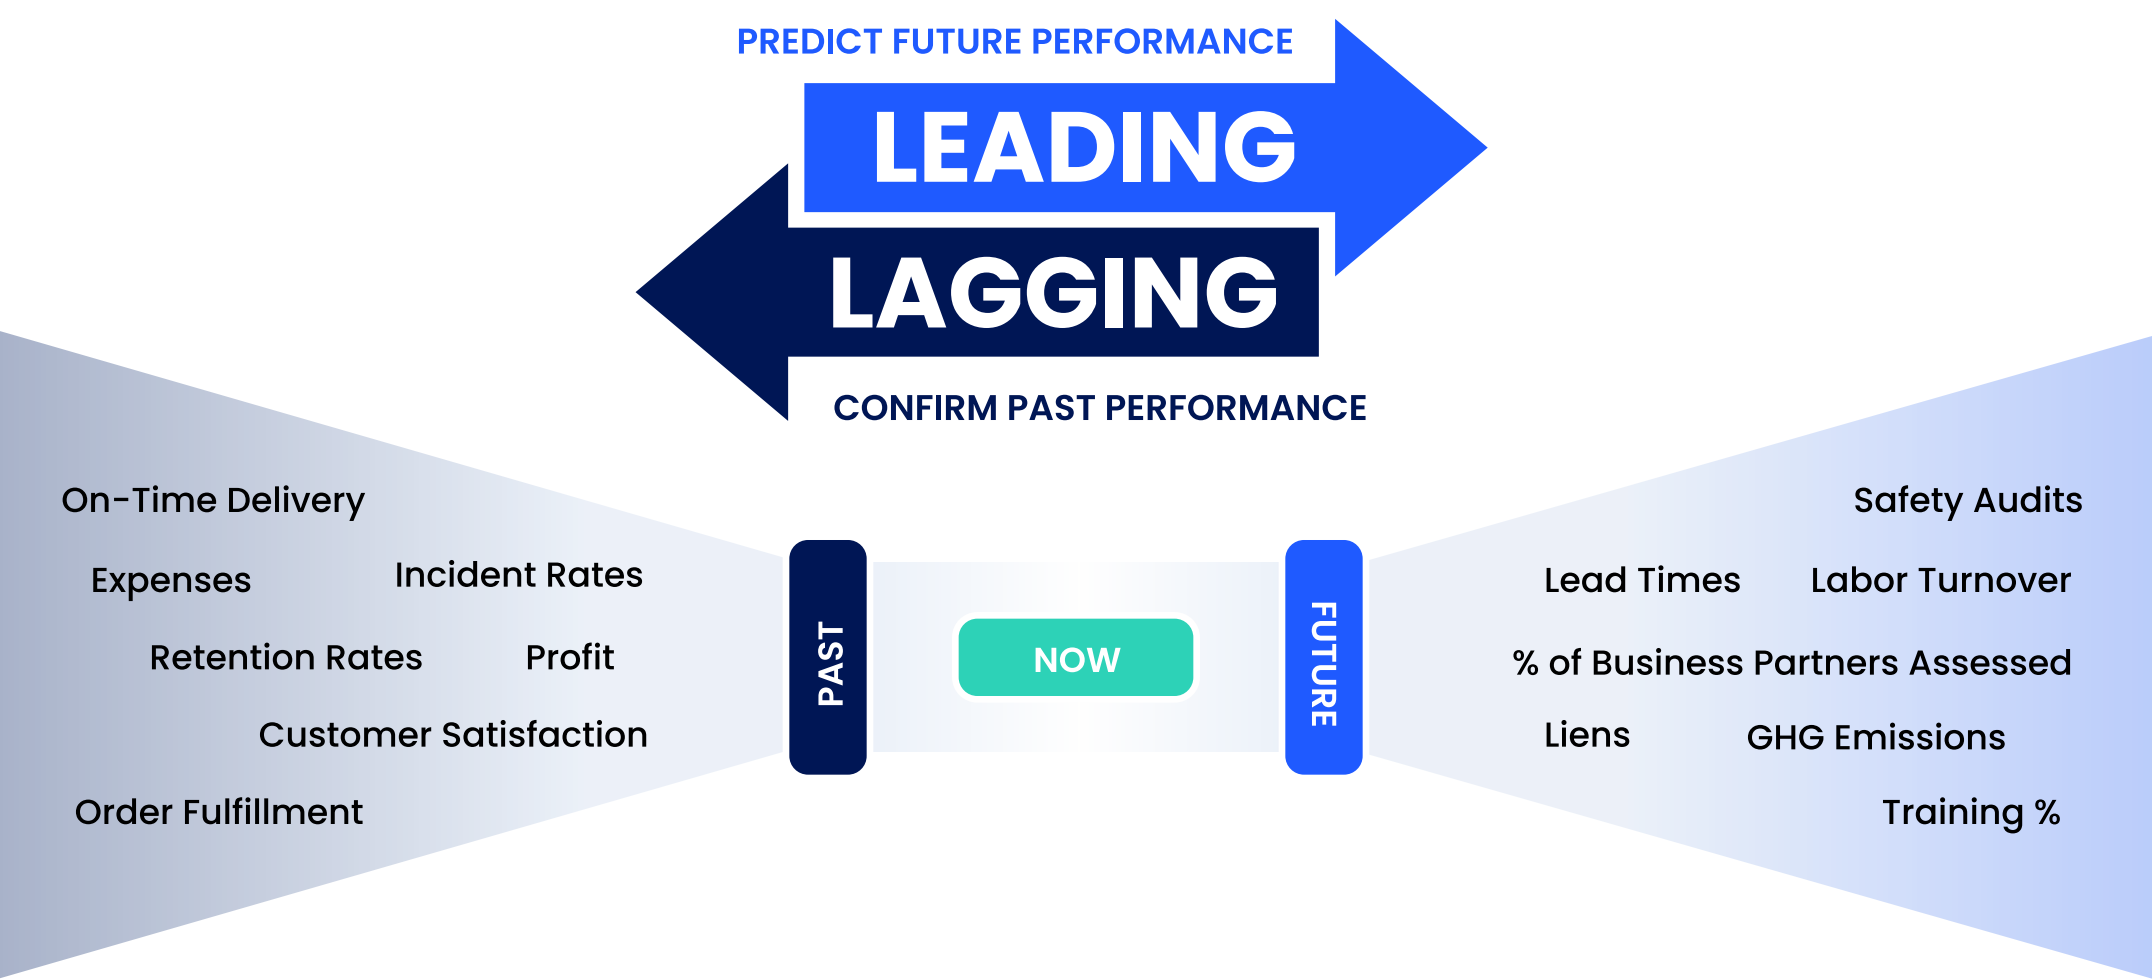 PREDICT FUTURE PERFORMANCE
LEADING
LAGGING
CONFIRM PAST PERFORMANCE
On-Time Delivery
Expenses
Incident Rates
Retention Rates
Profit
Customer Satisfaction
Order Fulfillment
PAST
NOW
FUTURE
Safety Audits
Lead Times
Labor Turnover
% of Business Partners Assessed
Liens
GHG Emissions
Training %